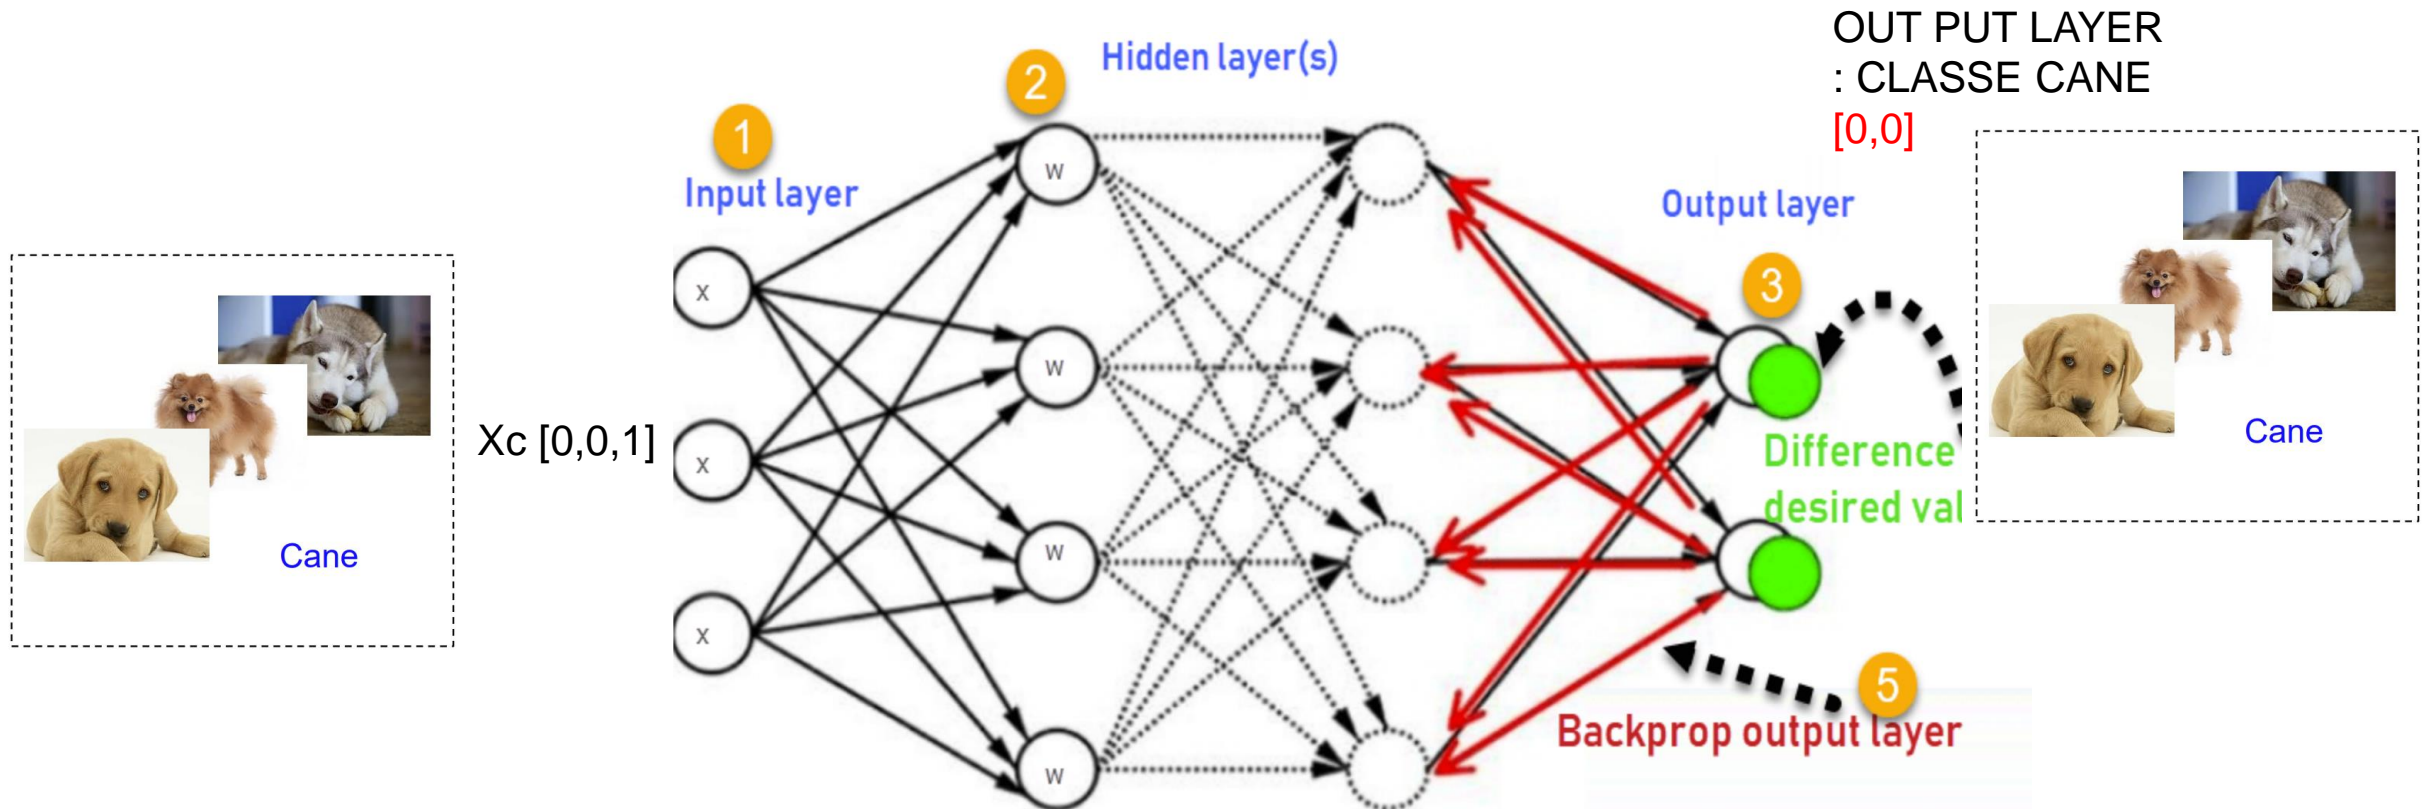 OUT PUT LAYER
: CLASSE CANE
[0,0]
Hidden layer(s)
2
1
Input layer
Output layer
3
w
x
w
Xc [0,0,1]
x
w
x
w
Cane
Difference
desired val
Cane
5
Backprop output layer